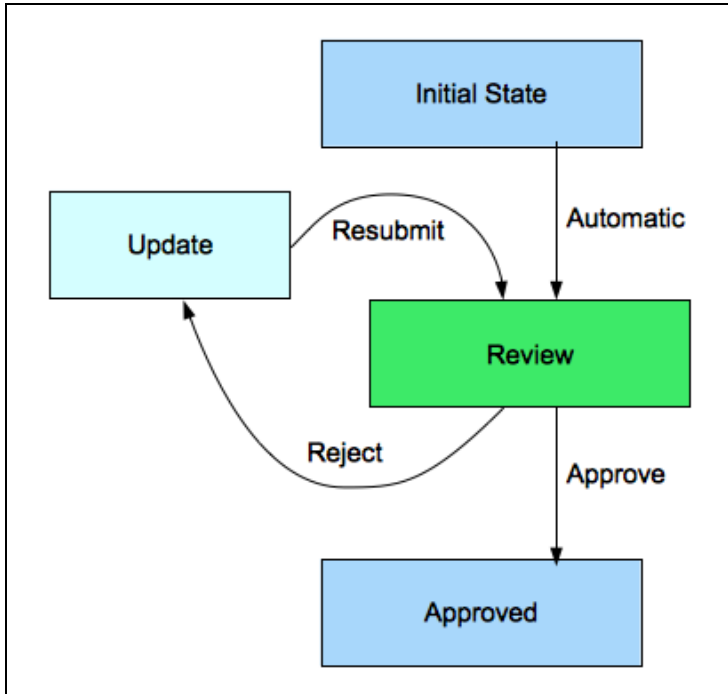 Initial State
Automatic
Update
Resubmit
Review
Reject
Approve
Approved